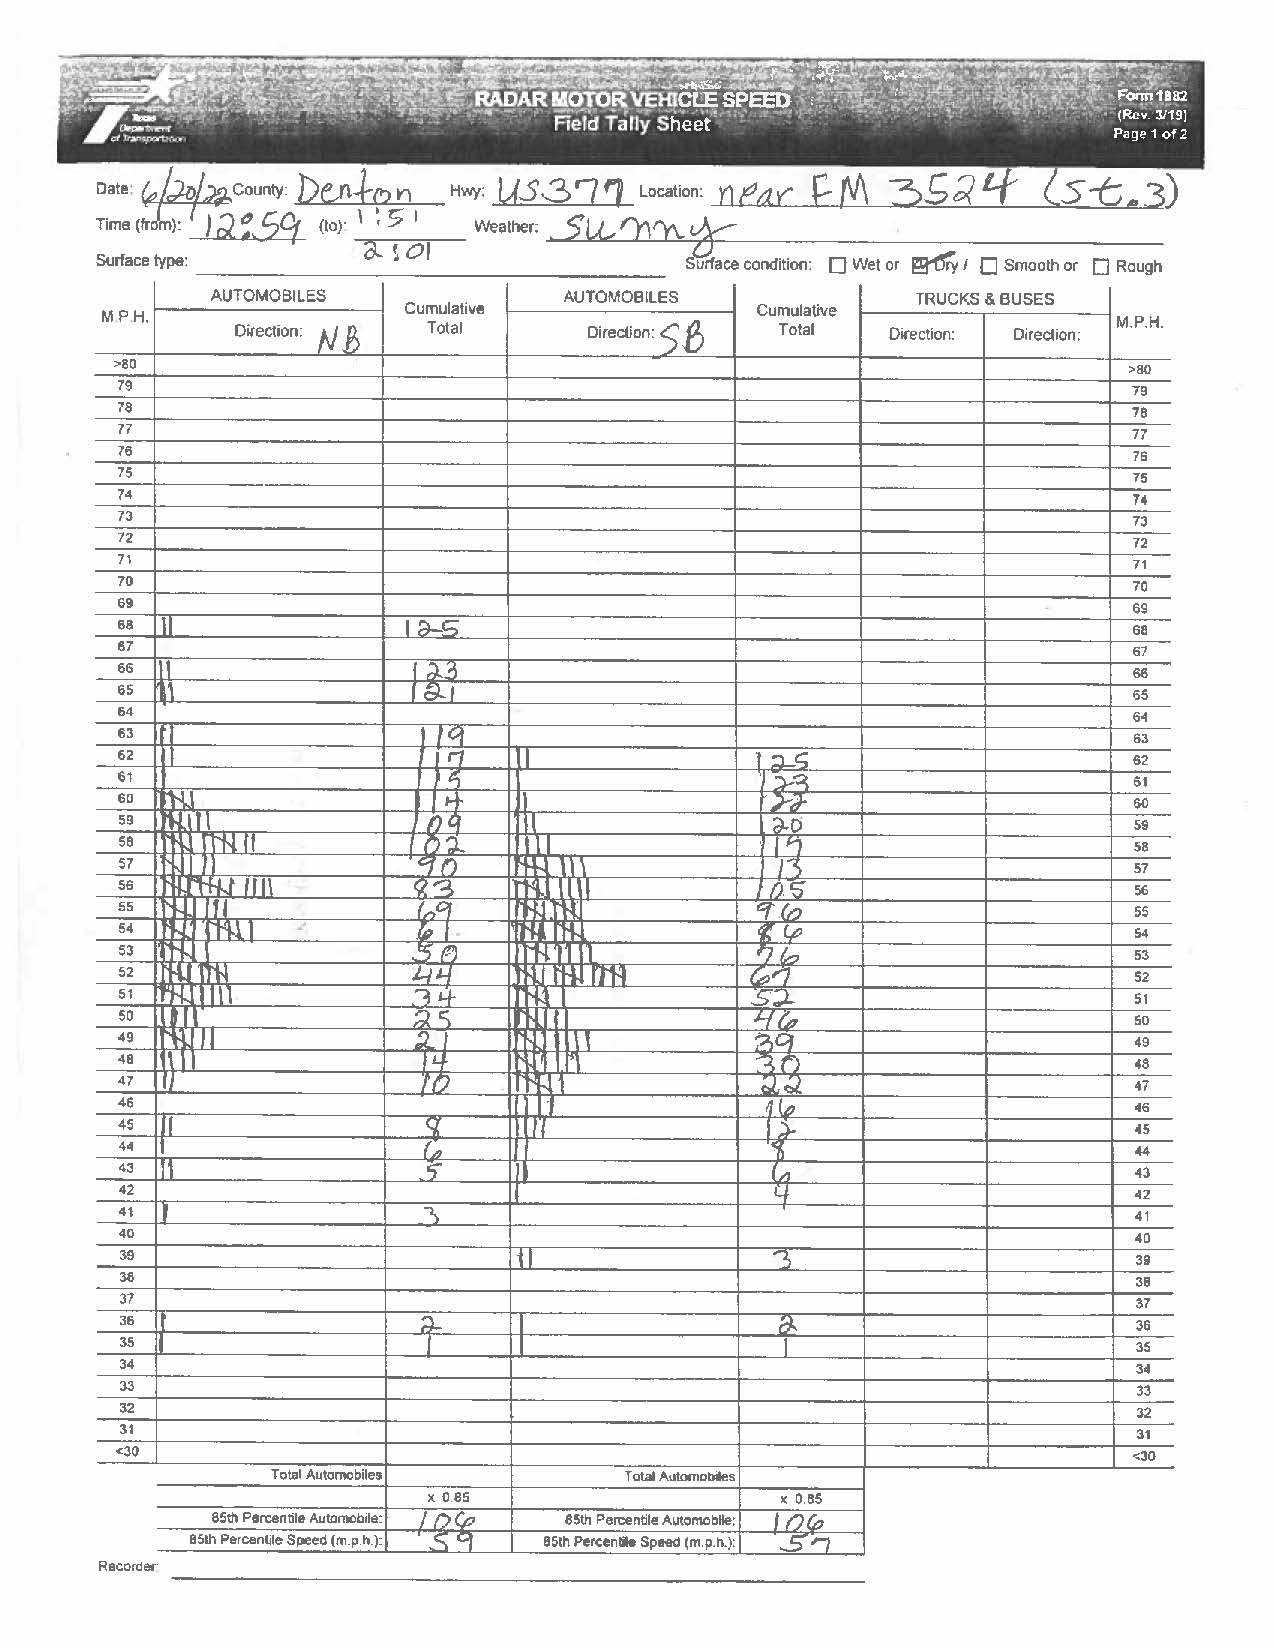 Texas
Department
of Transportation
RADAR MOTOR VEHICLE SPEED
Field Tally Sheet
Form 1882
(Rev. 3/19)
Page 1 of 2
Date: 6/20/22 County: Denton Hwy: US377 Location: near FM 3524 (st.3)
Time (from): 12:59 (to): 1:51 Weather: Sunny
2:01
Surface type: Surface condition: Wet or Dry / Smooth or Rough
M.P.H. AUTOMOBILES Cumulative Total AUTOMOBILES Cumulative Total TRUCKS & BUSES M.P.H.
Direction: NB Direction: SB Direction: Direction:
>80 >80
79 79
78 78
77 77
76 76
75 75
74 74
73 73
72 72
71 71
70 70
69 69
68 125 68
67 67
66 123 66
65 121 65
64 64
63 119 63
62 117 125 62
61 115 123 61
60 114 122 60
59 109 120 59
58 102 117 58
57 90 113 57
56 83 105 56
55 69 96 55
54 61 86 54
53 50 76 53
52 44 67 52
51 34 52 51
50 25 46 50
49 21 39 49
48 14 30 48
47 10 22 47
46 16 46
45 8 12 45
44 6 8 44
43 5 6 43
42 4 42
41 3 41
40 40
39 3 39
38 38
37 37
36 2 2 36
35 1 1 35
34 34
33 33
32 32
31 31
<30 <30
Total Automobiles Total Automobiles
x 0.85 x 0.85
85th Percentile Automobile: 106 85th Percentile Automobile: 106
85th Percentile Speed (m.p.h.): 59 85th Percentile Speed (m.p.h.): 57
Recorder: